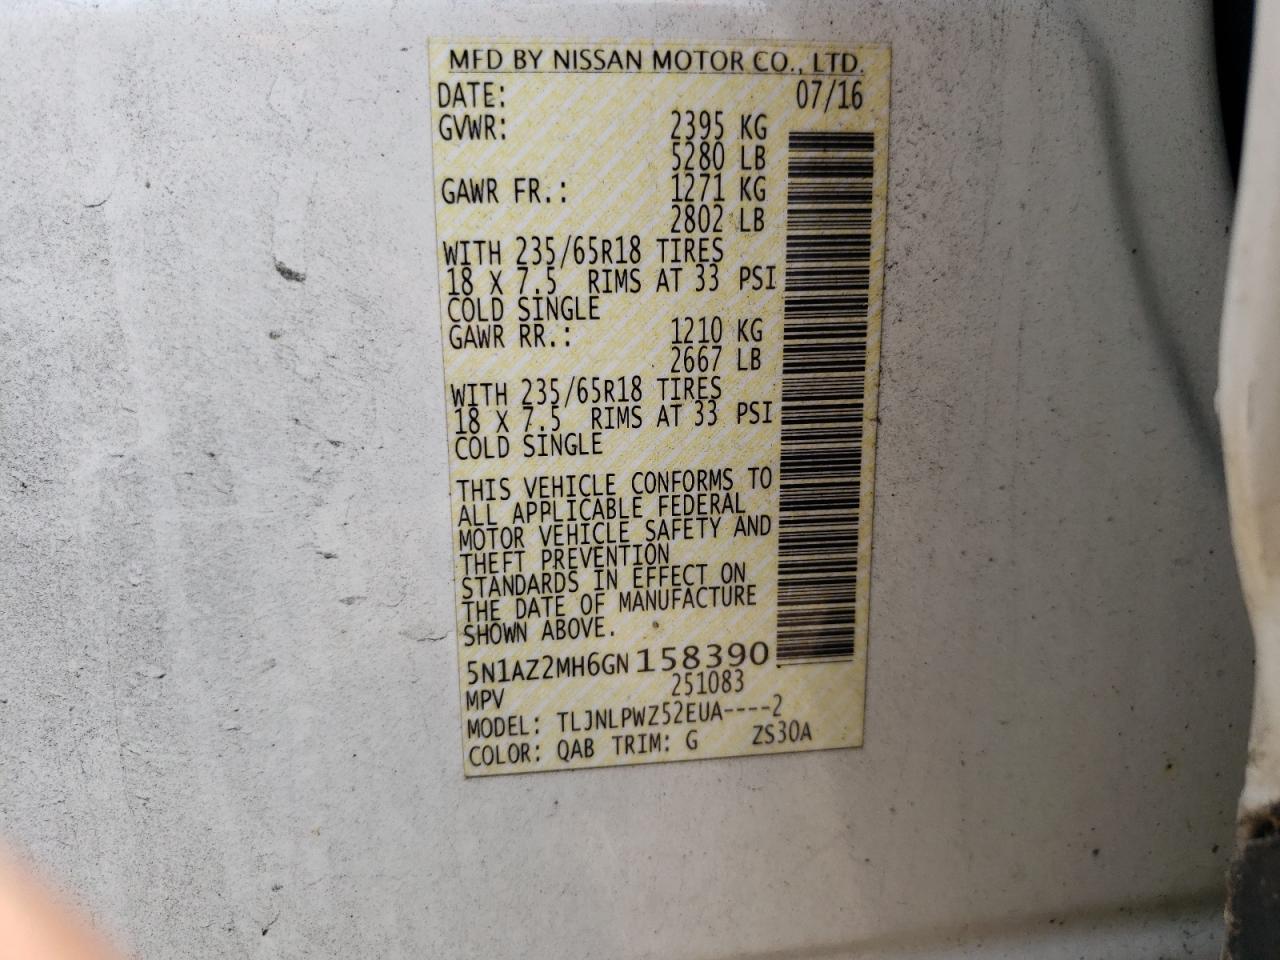 MFD BY NISSAN MOTOR CO., LTD.
DATE: 07/16
GVWR: 2395 KG
5280 LB
GAWR FR.: 1271 KG
2802 LB
WITH 235/65R18 TIRES
18 X 7.5 RIMS AT 33 PSI
COLD SINGLE
GAWR RR.: 1210 KG
2667 LB
WITH 235/65R18 TIRES
18 X 7.5 RIMS AT 33 PSI
COLD SINGLE
THIS VEHICLE CONFORMS TO
ALL APPLICABLE FEDERAL
MOTOR VEHICLE SAFETY AND
THEFT PREVENTION
STANDARDS IN EFFECT ON
THE DATE OF MANUFACTURE
SHOWN ABOVE.
5N1AZ2MH6GN158390
MPV 251083
MODEL: TLJNLPWZ52EUA----2
COLOR: QAB TRIM: G ZS30A